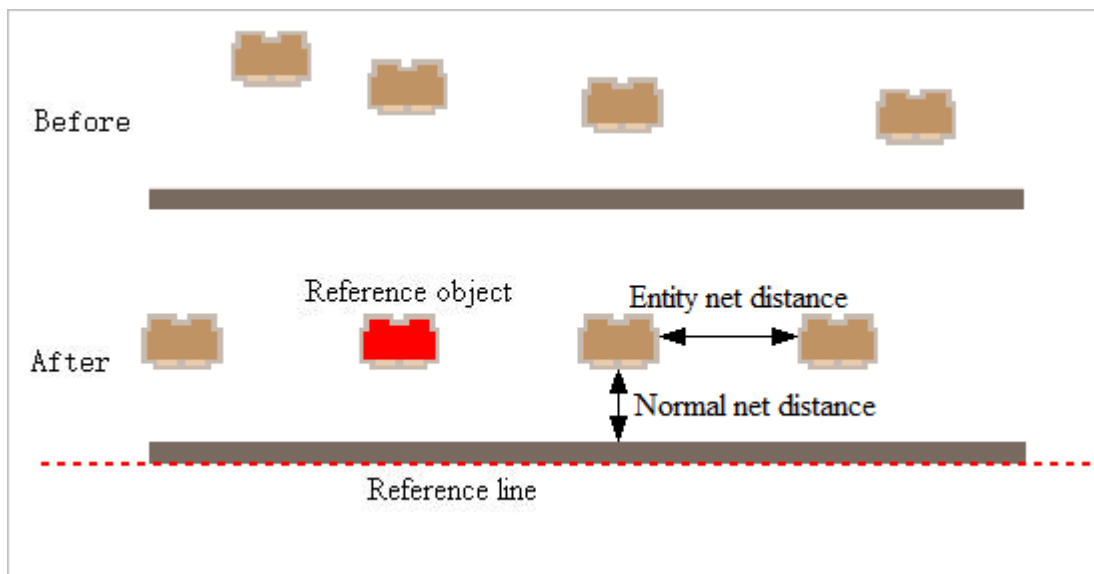 Before
Reference object
Entity net distance
After
Normal net distance
Reference line